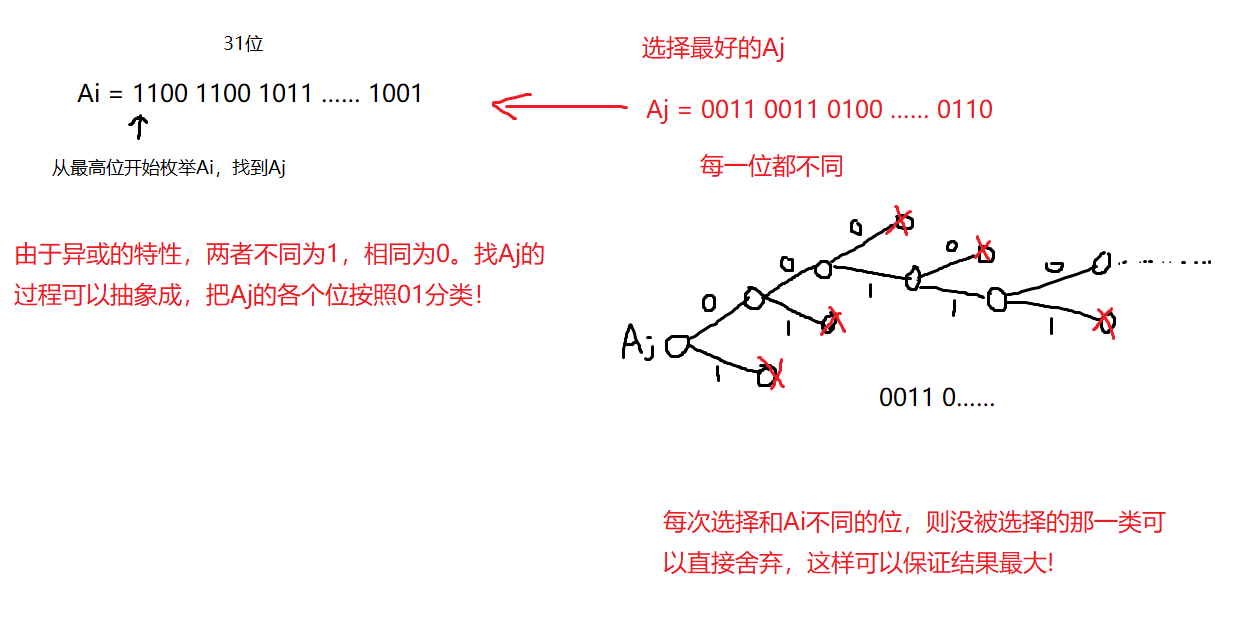 31位
Ai = 1100 1100 1011 …… 1001
从最高位开始枚举Ai，找到Aj
选择最好的Aj
Aj = 0011 0011 0100 …… 0110
每一位都不同
由于异或的特性，两者不同为1，相同为0。找Aj的
过程可以抽象成，把Aj的各个位按照01分类！
Aj
0
1
0
1
0
1
0
1
0
1
0011 0……
每次选择和Ai不同的位，则没被选择的那一类可
以直接舍弃，这样可以保证结果最大!